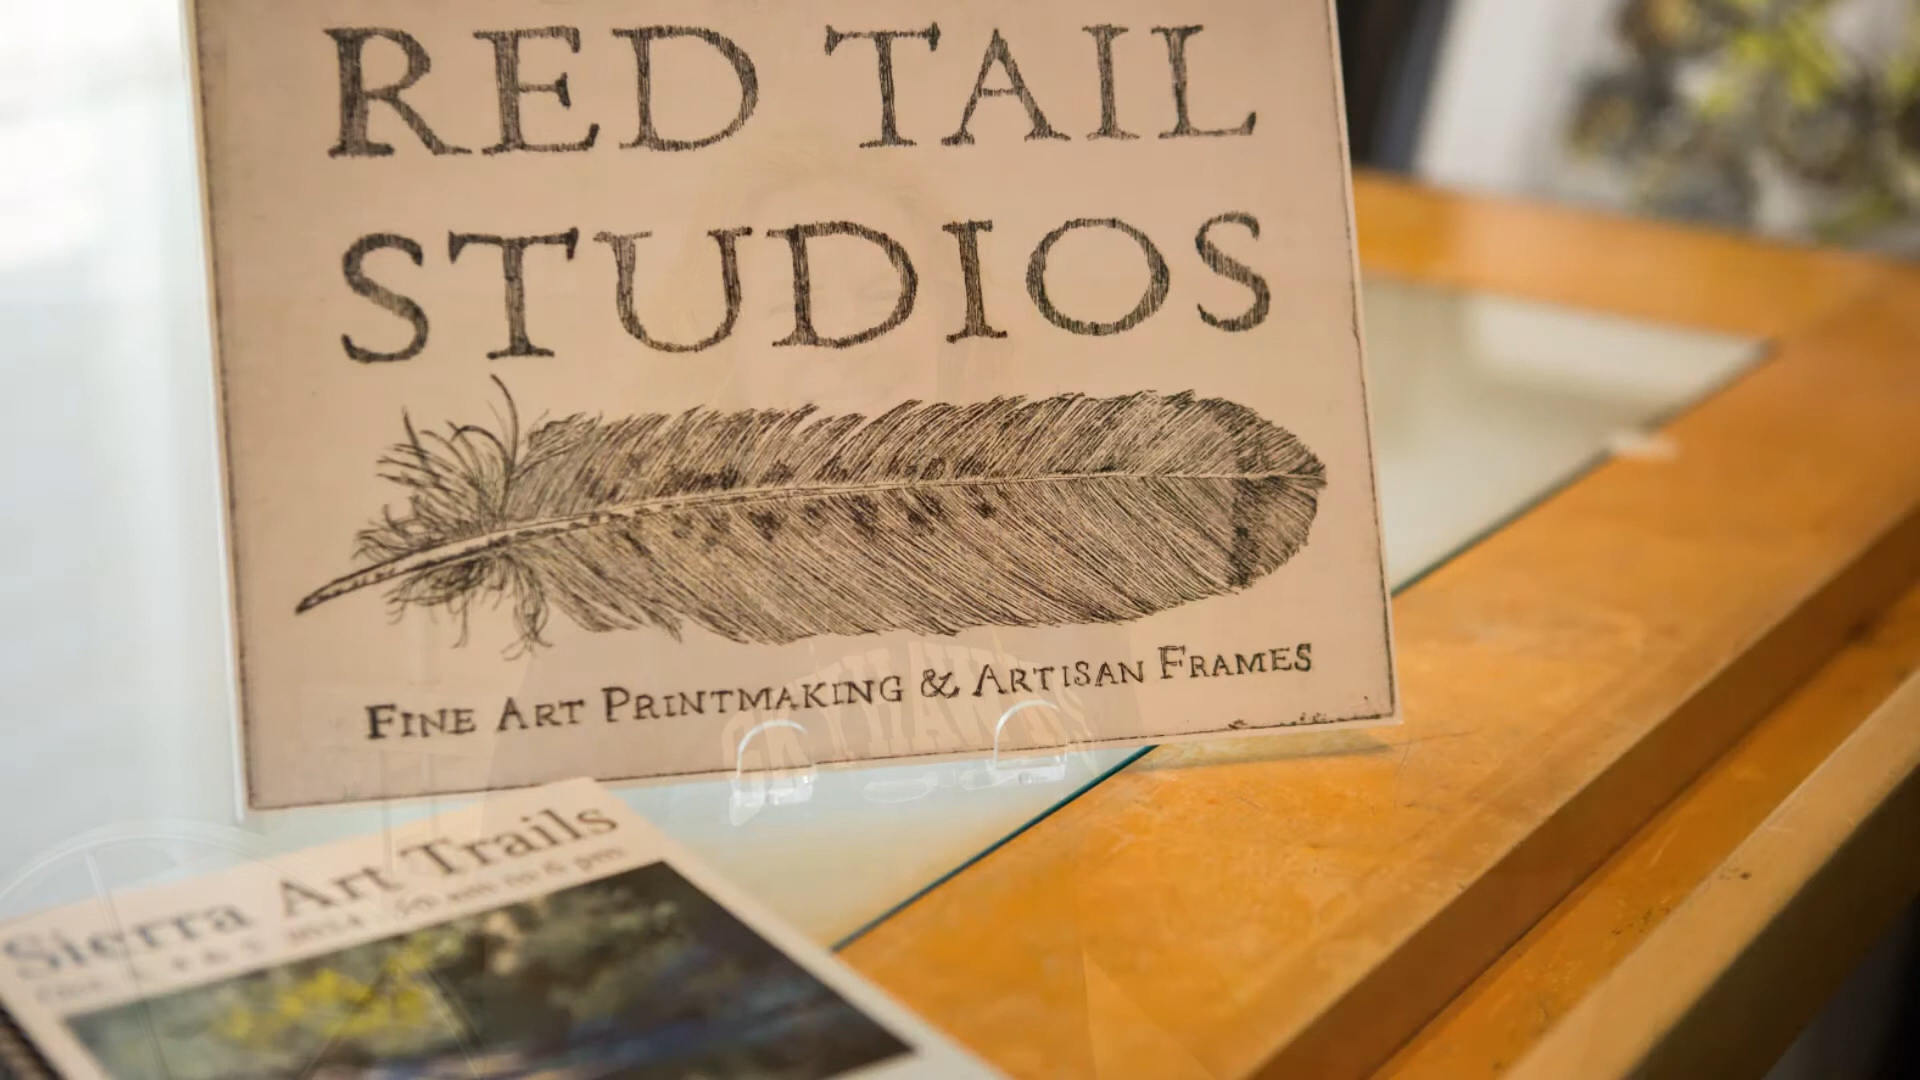 RED TAIL
STUDIOS
FINE ART PRINTMAKING & ARTISAN FRAMES
Sierra Art Trails